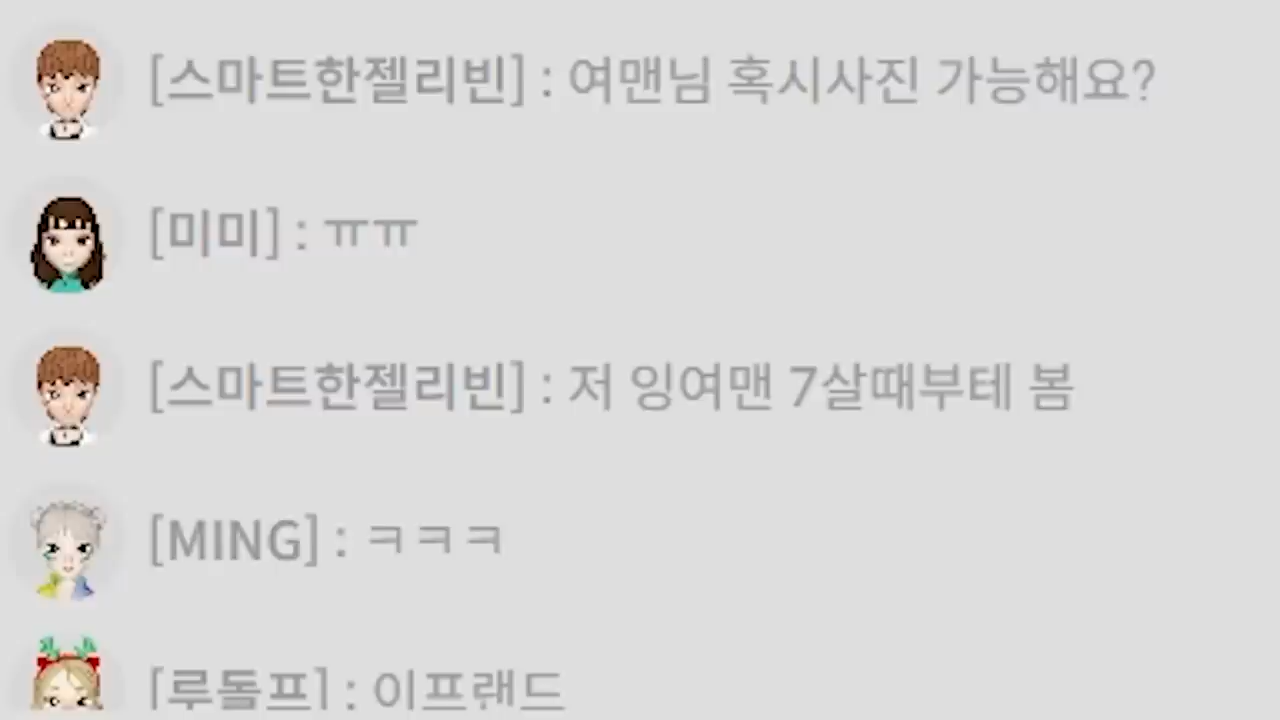 [스마트한젤리빈] : 여맨님 혹시사진 가능해요?
[미미] : ㅠㅠ
[스마트한젤리빈] : 저 잉여맨 7살때부테 봄
[MING] : ㅋㅋㅋ
[루돌프] : 이프랜드